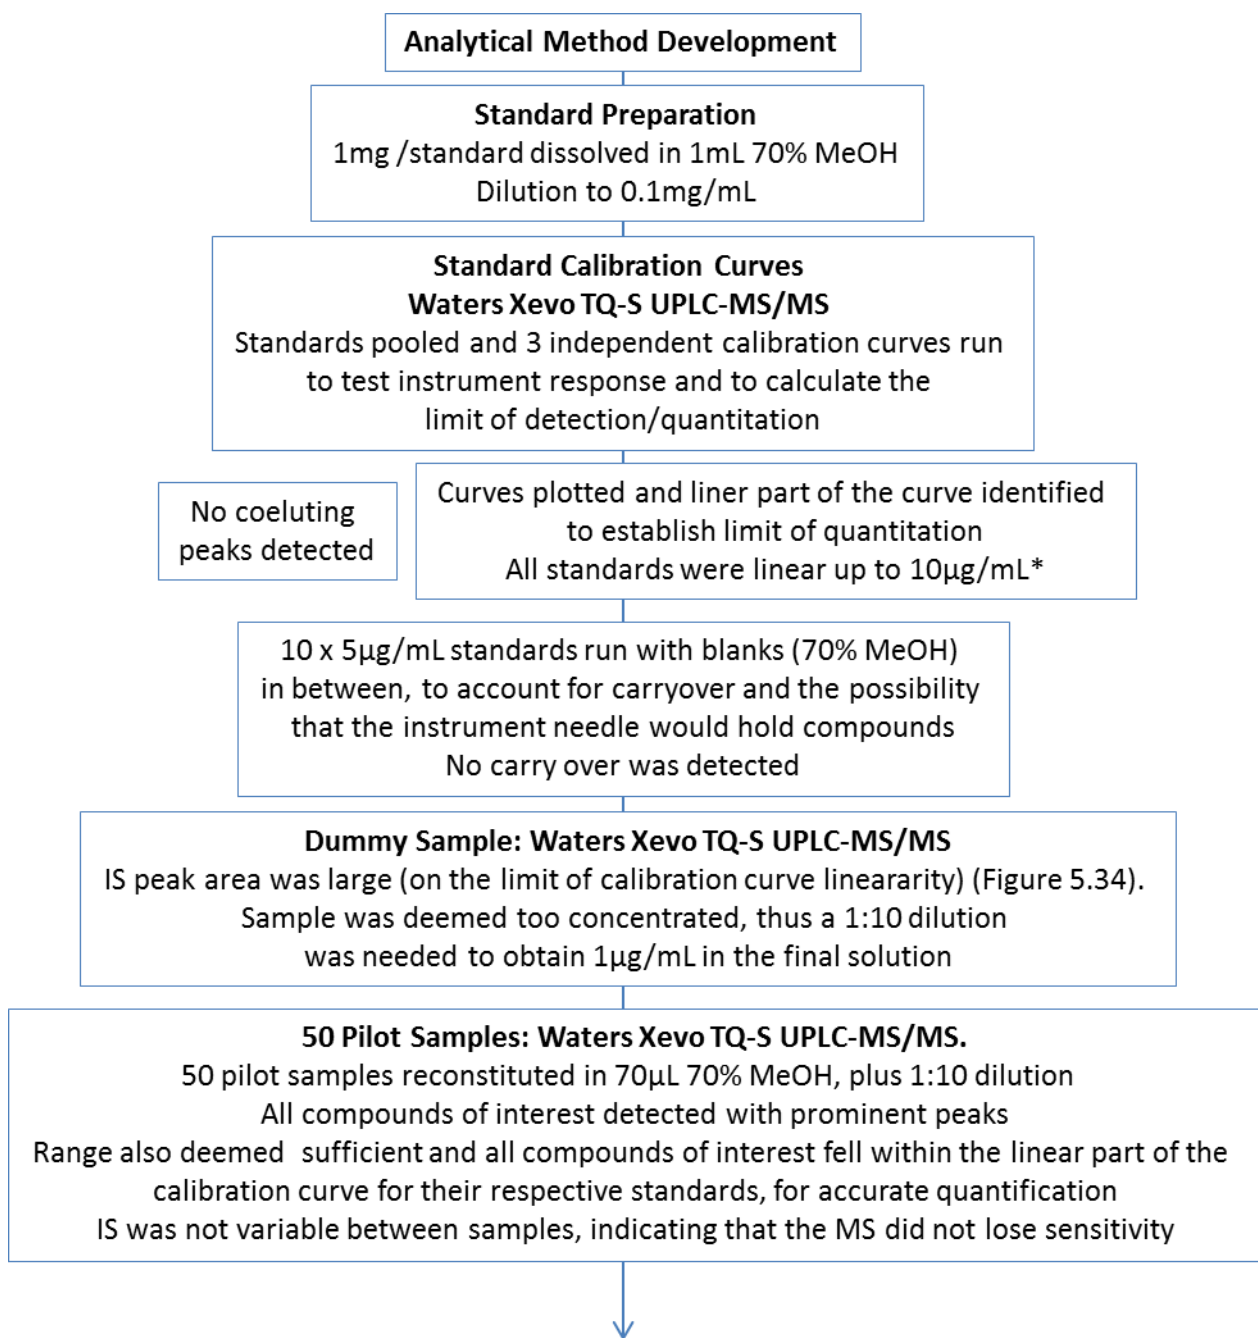 Analytical Method Development
Standard Preparation
1mg /standard dissolved in 1mL 70% MeOH
Dilution to 0.1mg/mL
Standard Calibration Curves
Waters Xevo TQ-S UPLC-MS/MS
Standards pooled and 3 independent calibration curves run
to test instrument response and to calculate the
limit of detection/quantitation
No coeluting
peaks detected
Curves plotted and liner part of the curve identified
to establish limit of quantitation
All standards were linear up to 10µg/mL*
10 x 5µg/mL standards run with blanks (70% MeOH)
in between, to account for carryover and the possibility
that the instrument needle would hold compounds
No carry over was detected
Dummy Sample: Waters Xevo TQ-S UPLC-MS/MS
IS peak area was large (on the limit of calibration curve lineararity) (Figure 5.34).
Sample was deemed too concentrated, thus a 1:10 dilution
was needed to obtain 1µg/mL in the final solution
50 Pilot Samples: Waters Xevo TQ-S UPLC-MS/MS.
50 pilot samples reconstituted in 70µL 70% MeOH, plus 1:10 dilution
All compounds of interest detected with prominent peaks
Range also deemed sufficient and all compounds of interest fell within the linear part of the
calibration curve for their respective standards, for accurate quantification
IS was not variable between samples, indicating that the MS did not lose sensitivity